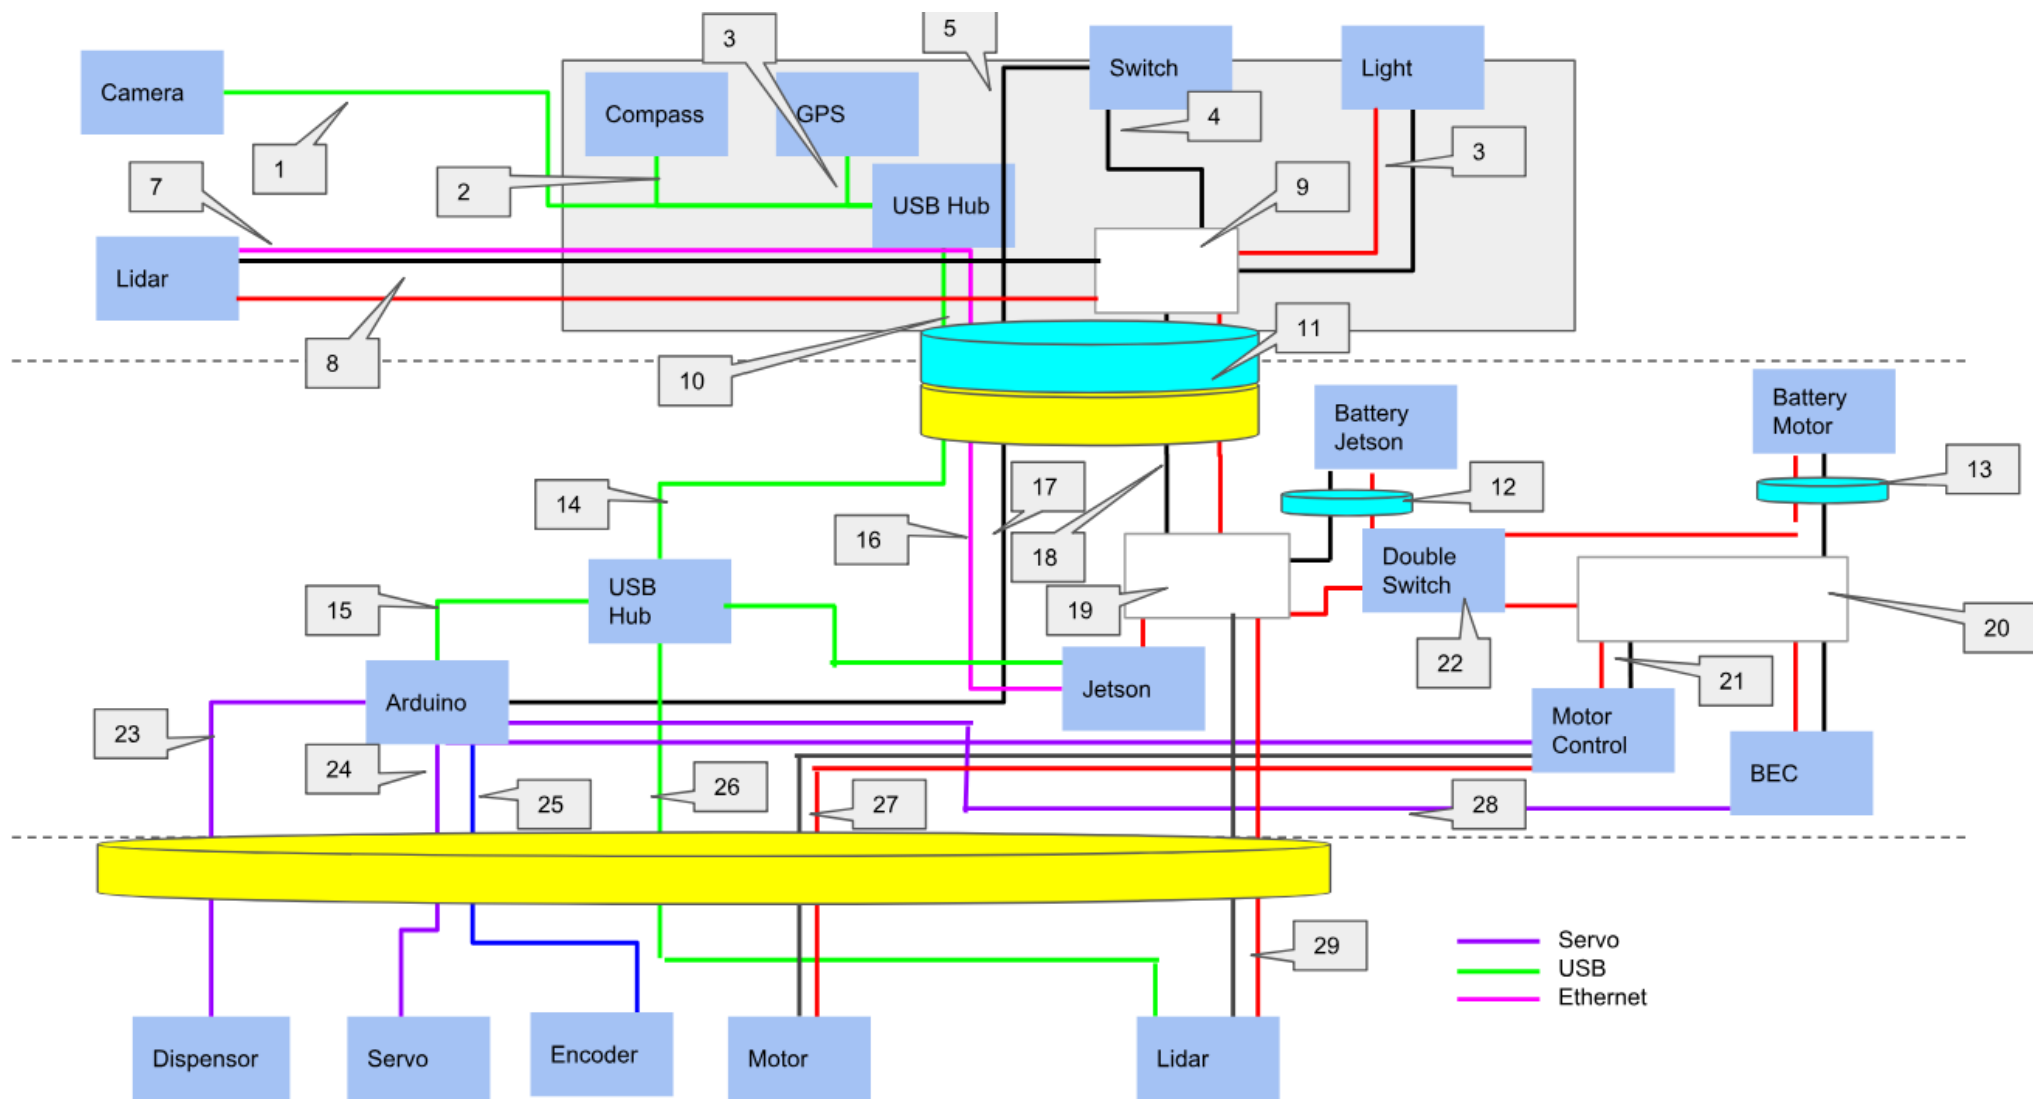 5
3
Switch
Light
Camera
Compass
GPS
4
1
3
7
2
USB Hub
9
Lidar
8
11
10
Battery
Jetson
Battery
Motor
14
17
12
13
16
18
Double
Switch
15
USB
Hub
19
20
22
21
Arduino
Jetson
23
Motor
Control
24
BEC
25
26
27
28
29
Servo
USB
Ethernet
Dispensor
Servo
Encoder
Motor
Lidar